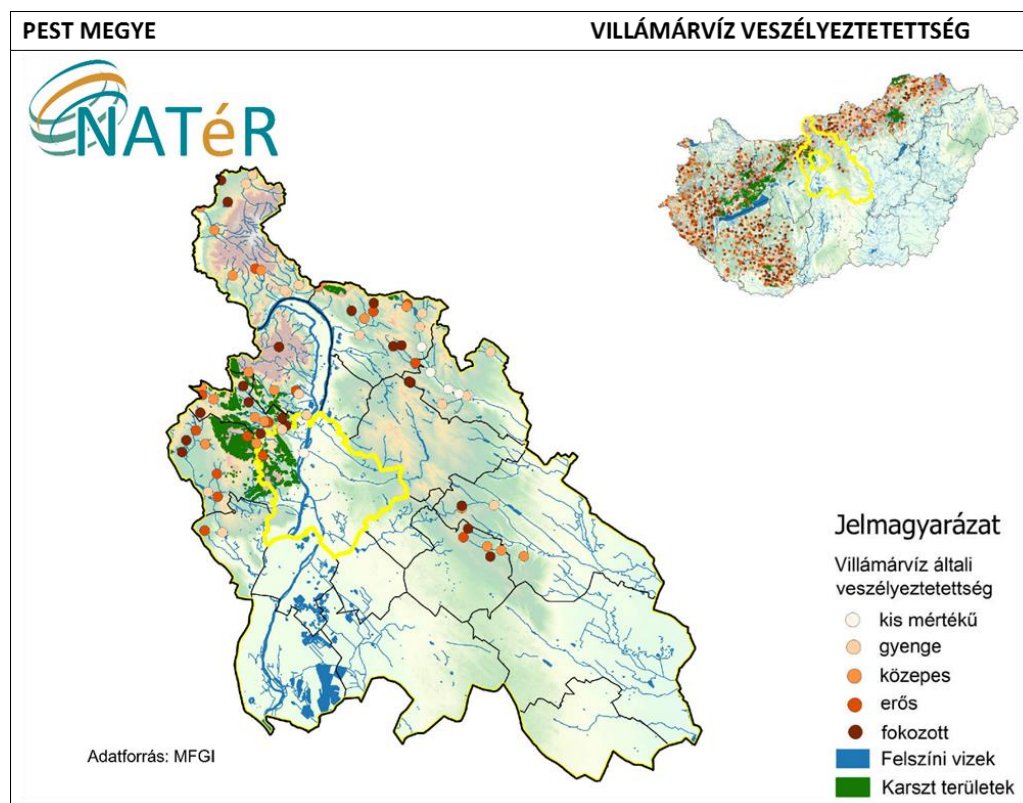 PEST MEGYE
VILLÁMÁRVÍZ VESZÉLYEZTETETTSÉG
NATéR
Jelmagyarázat
Villámárvíz általi
veszélyeztetettség
kis mértékű
gyenge
közepes
erős
fokozott
Felszíni vizek
Karszt területek
Adatforrás: MFGI